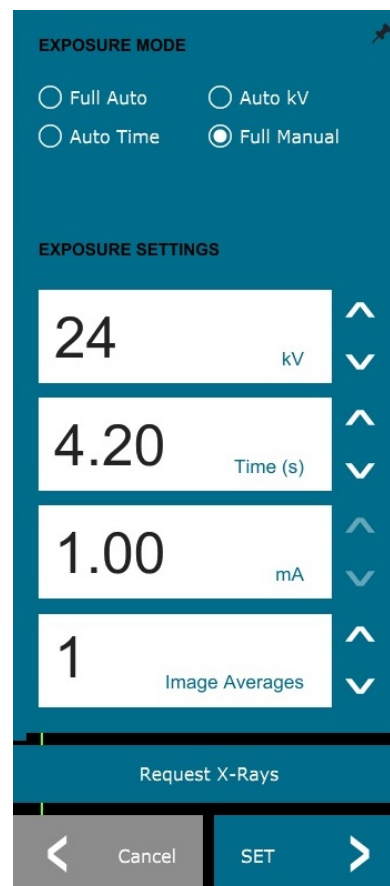 EXPOSURE MODE
Full Auto Auto kV
Auto Time Full Manual
EXPOSURE SETTINGS
24 kV
4.20 Time (s)
1.00 mA
1 Image Averages
Request X-Rays
Cancel SET